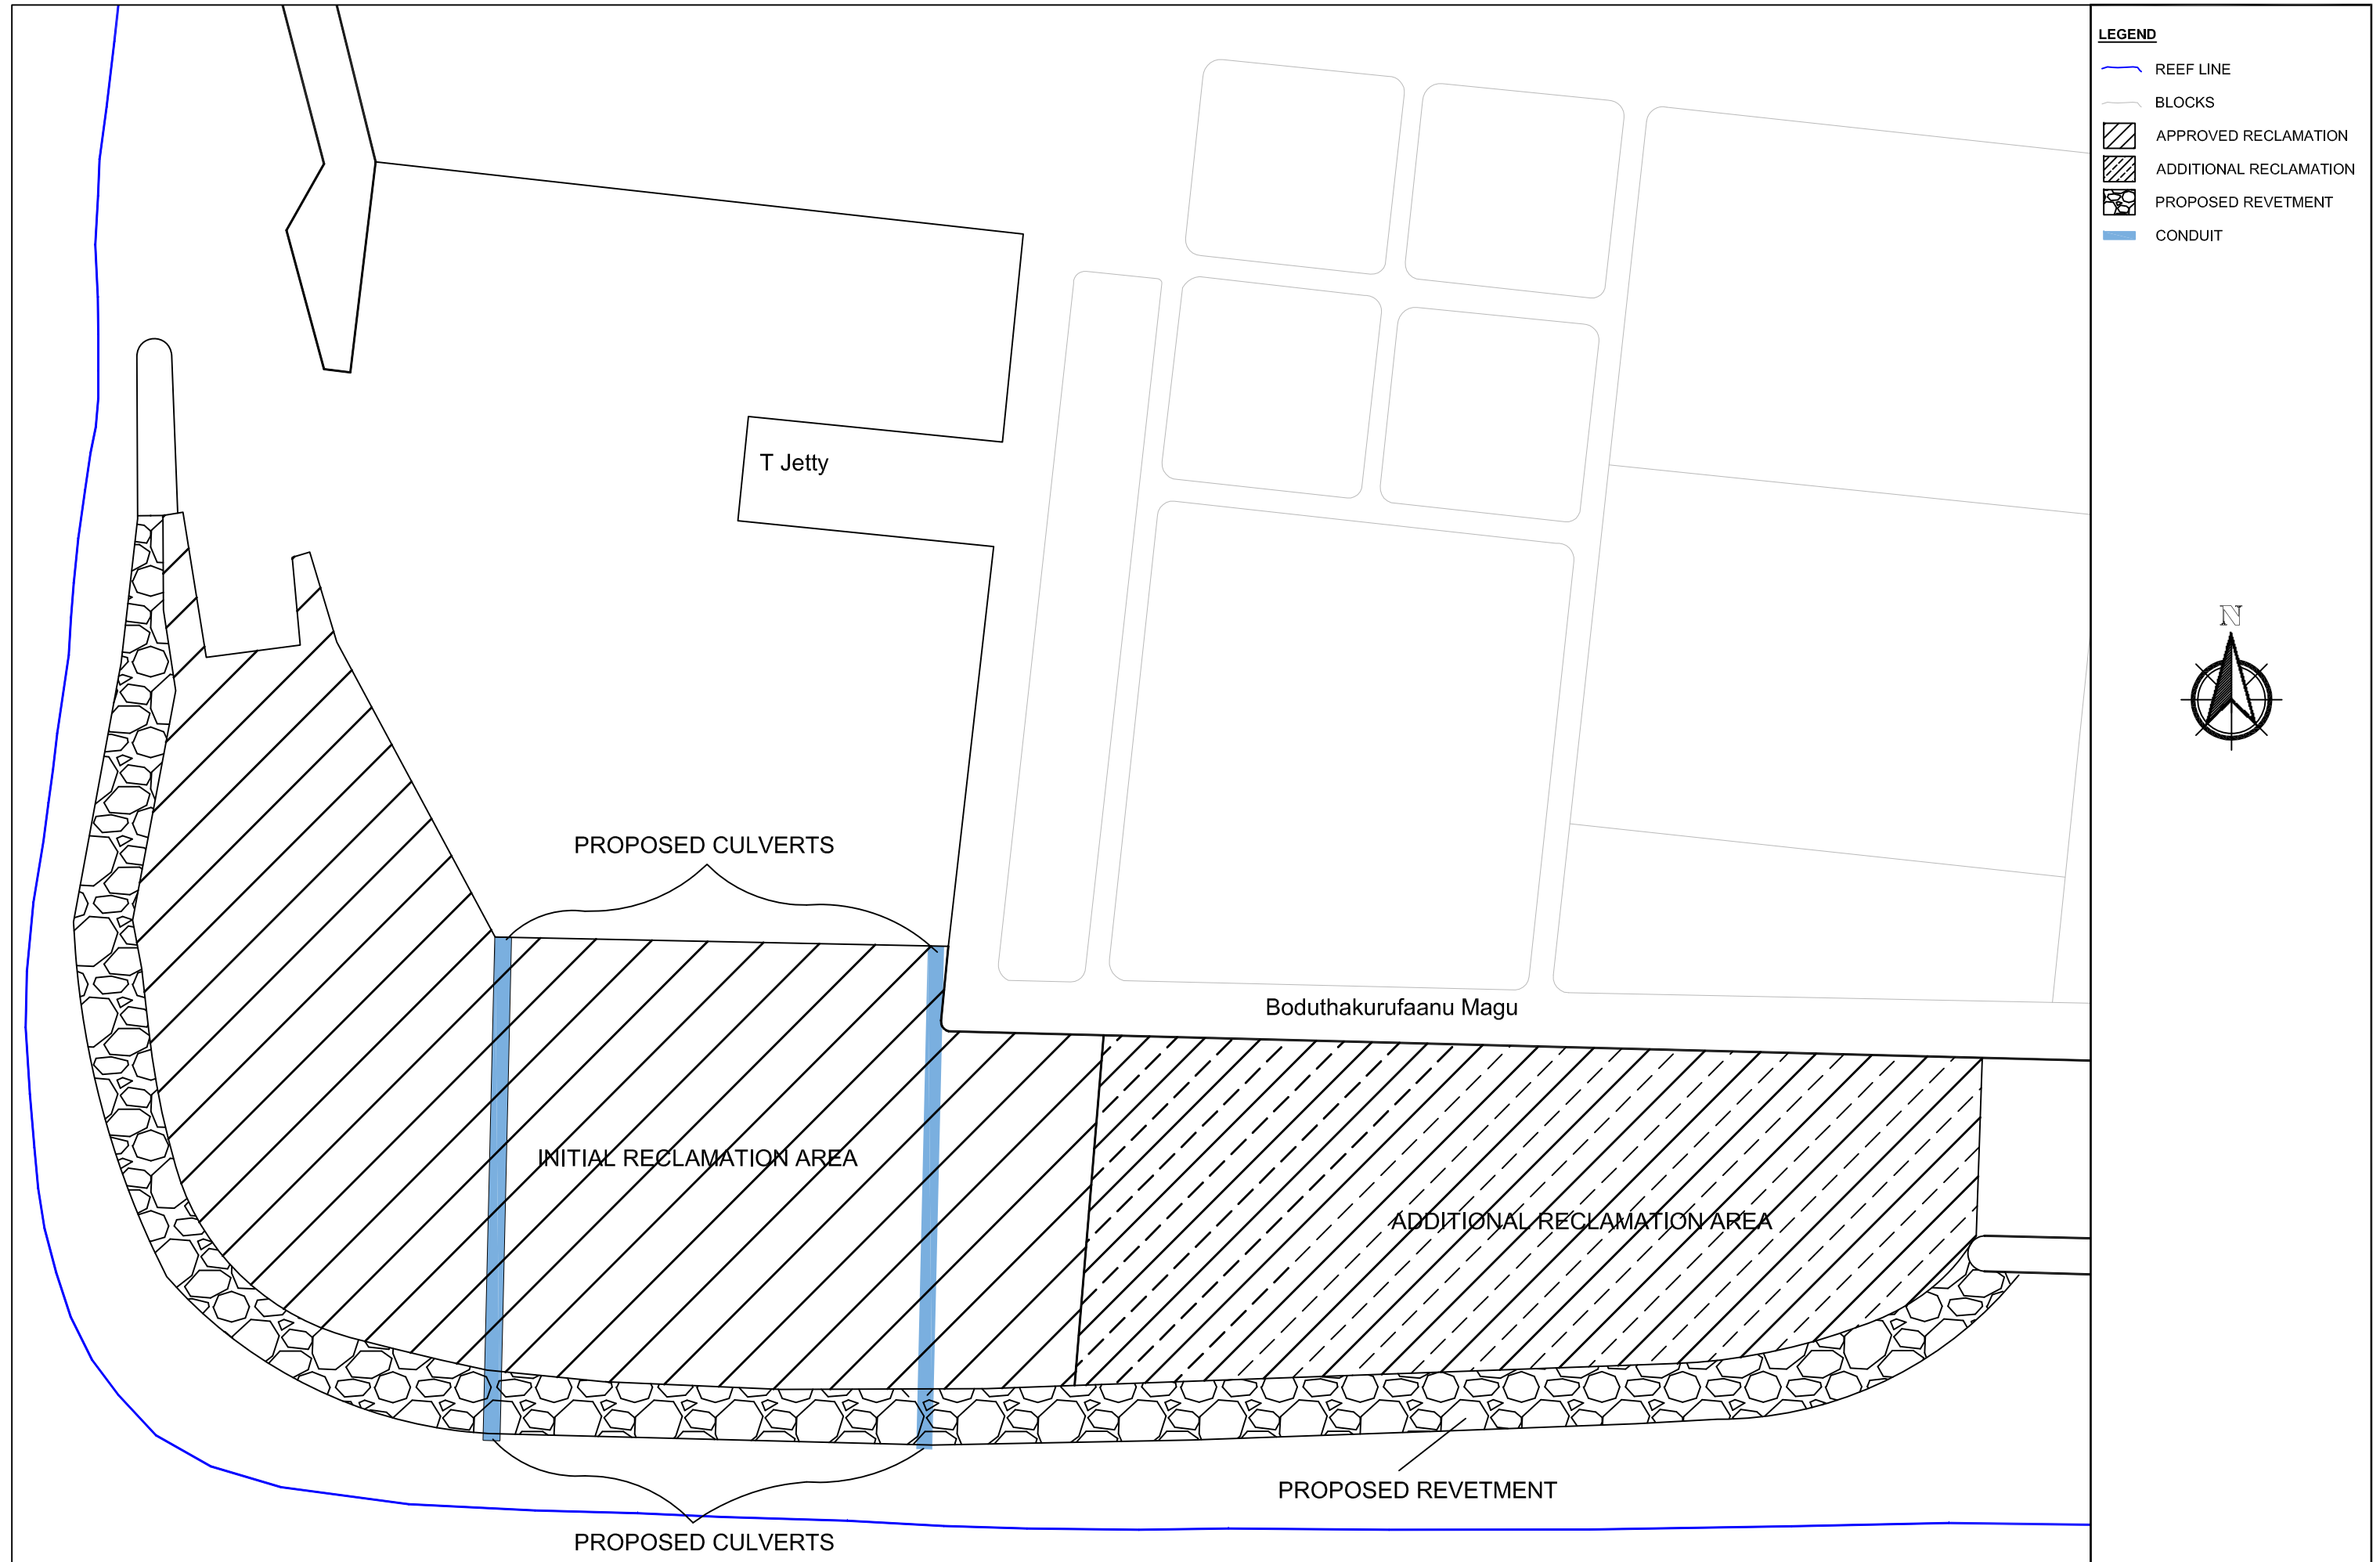 LEGEND
REEF LINE
BLOCKS
APPROVED RECLAMATION
ADDITIONAL RECLAMATION
PROPOSED REVETMENT
CONDUIT
N
T Jetty
PROPOSED CULVERTS
Boduthakurufaanu Magu
INITIAL RECLAMATION AREA
ADDITIONAL RECLAMATION AREA
PROPOSED REVETMENT
PROPOSED CULVERTS